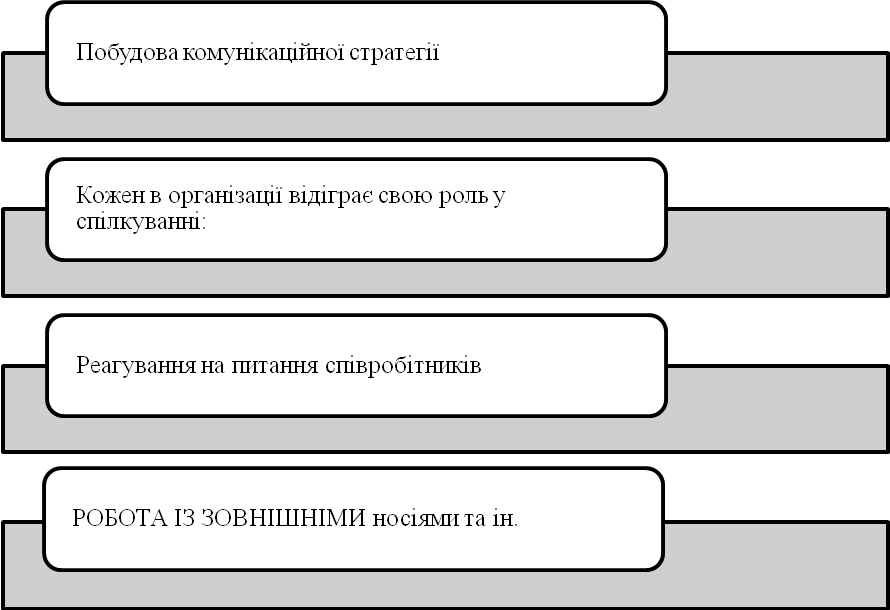 Побудова комунікаційної стратегії
Кожен в організації відіграє свою роль у
спілкуванні:
Реагування на питання співробітників
РОБОТА ІЗ ЗОВНІШНІМИ носіями та ін.